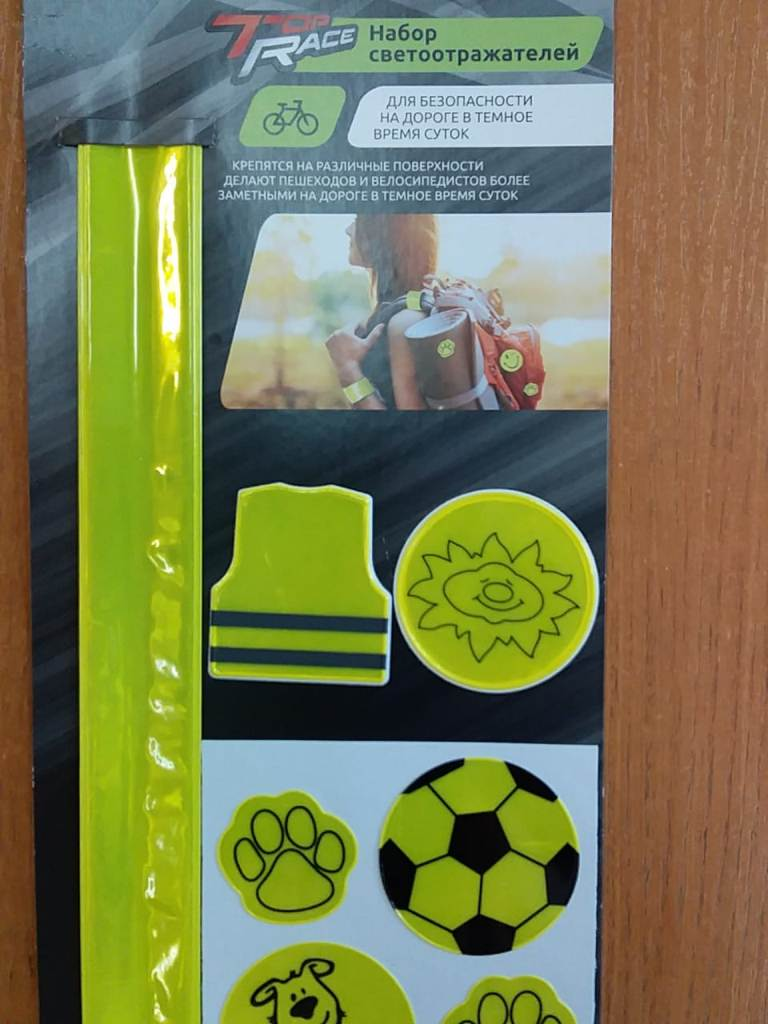 TOP RACE
Набор
светоотражателей
ДЛЯ БЕЗОПАСНОСТИ
НА ДОРОГЕ В ТЕМНОЕ
ВРЕМЯ СУТОК
КРЕПЯТСЯ НА РАЗЛИЧНЫЕ ПОВЕРХНОСТИ
ДЕЛАЮТ ПЕШЕХОДОВ И ВЕЛОСИПЕДИСТОВ БОЛЕЕ
ЗАМЕТНЫМИ НА ДОРОГЕ В ТЕМНОЕ ВРЕМЯ СУТОК